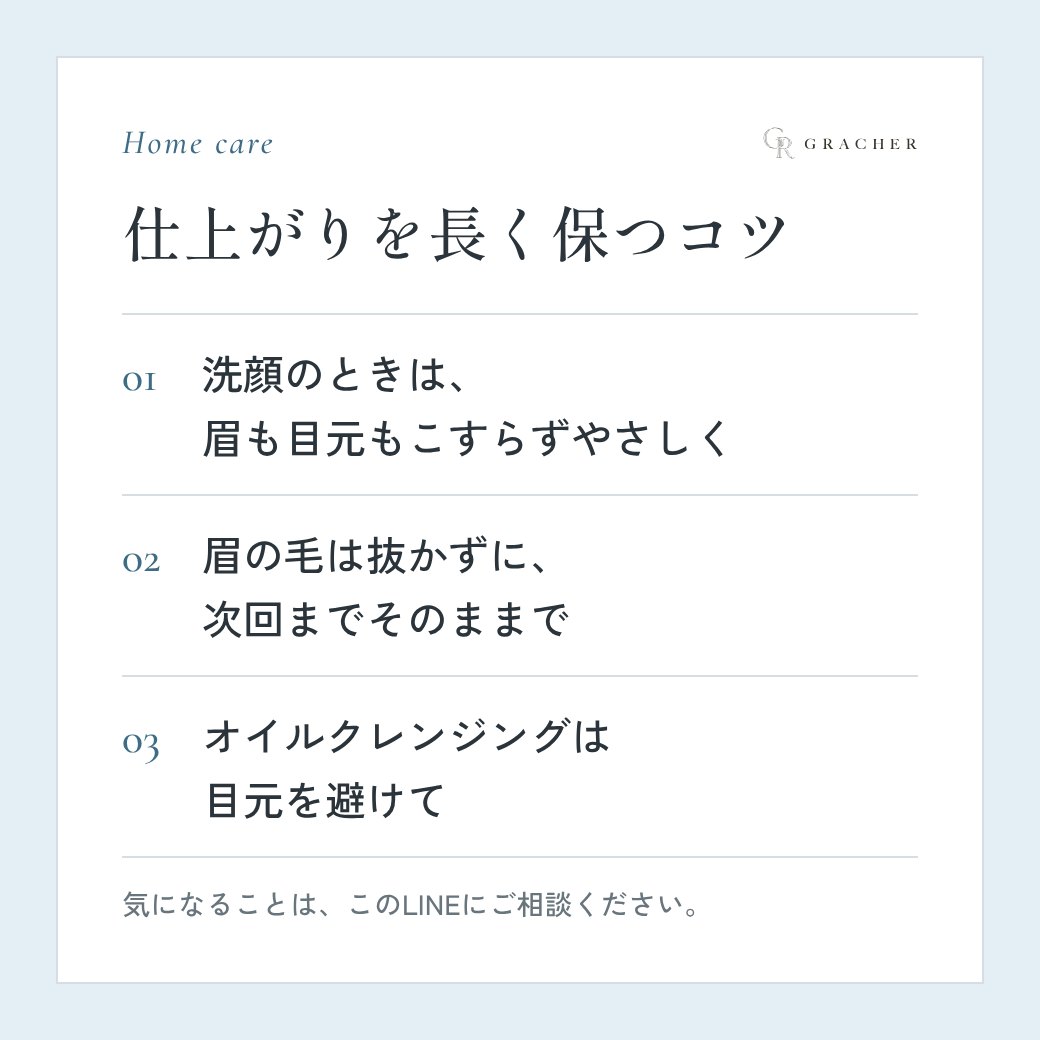 Home care
GR GRACHER
仕上がりを長く保つコツ
01 洗顔のときは、
眉も目元もこすらずやさしく
02 眉の毛は抜かずに、
次回までそのままで
03 オイルクレンジングは
目元を避けて
気になることは、このLINEにご相談ください。